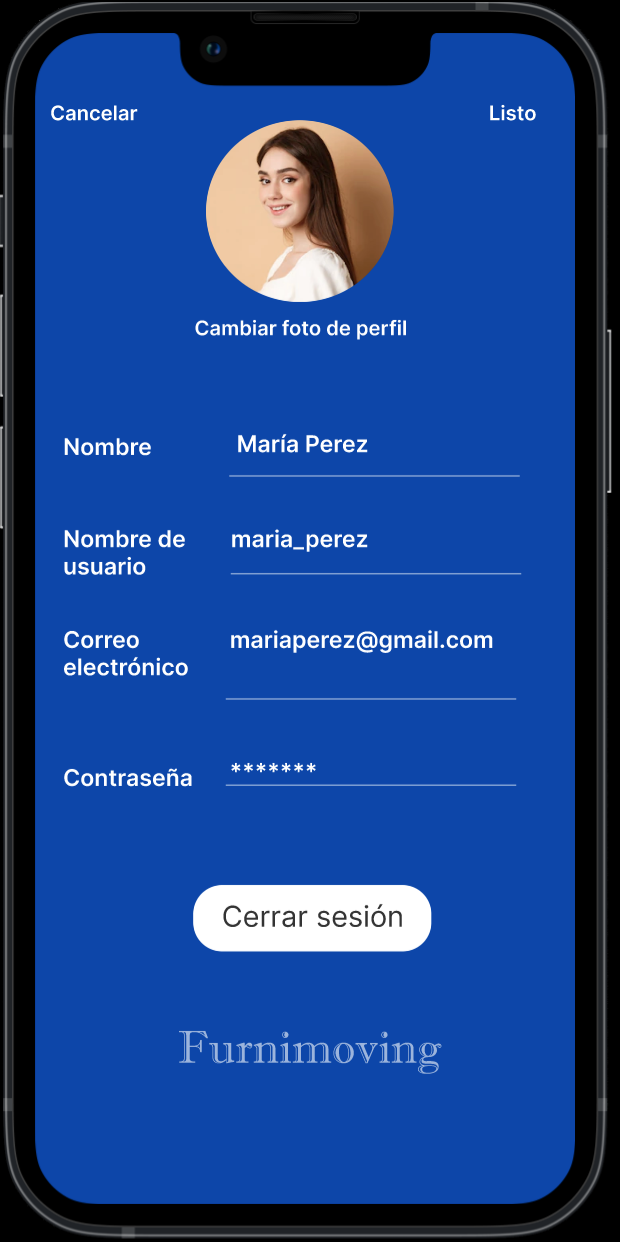 Cancelar
Listo
Cambiar foto de perfil
Nombre
María Perez
Nombre de
usuario
maria_perez
Correo
electrónico
mariaperez@gmail.com
Contraseña
*******
Cerrar sesión
Furnimoving